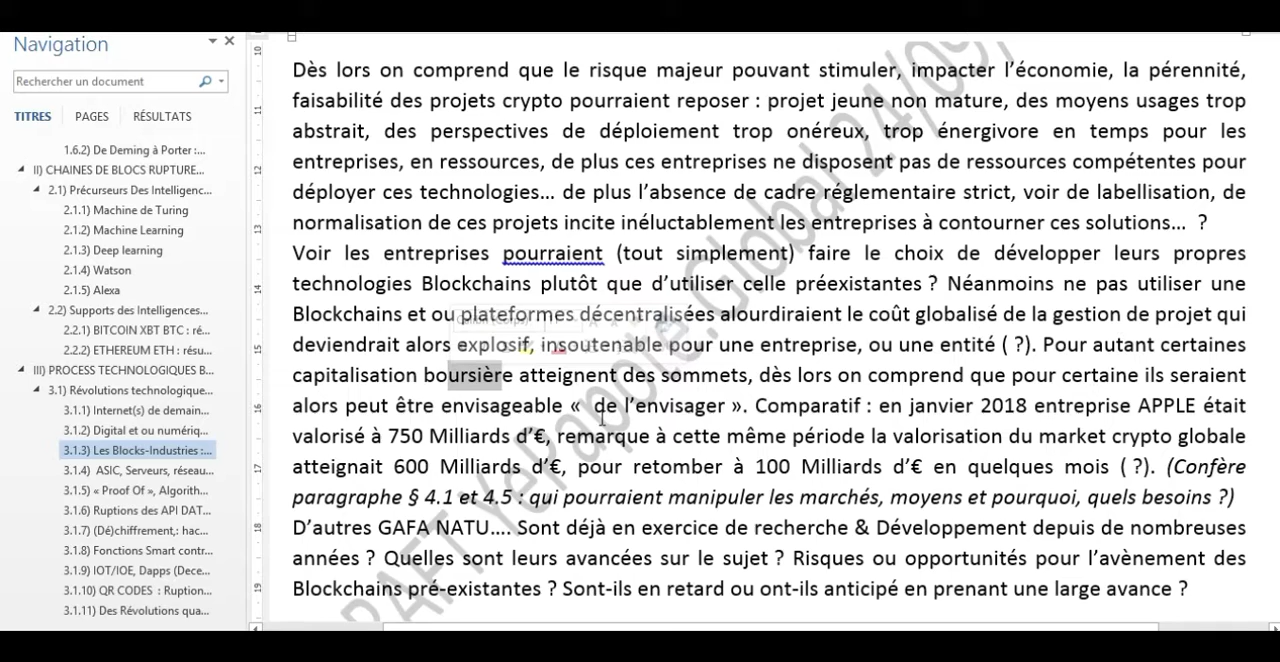 Navigation
Rechercher un document
TITRES PAGES RÉSULTATS
1.6.2) De Deming à Porter :...
II) CHAINES DE BLOCS RUPTURE...
2.1) Précurseurs Des Intelligenc...
2.1.1) Machine de Turing
2.1.2) Machine Learning
2.1.3) Deep learning
2.1.4) Watson
2.1.5) Alexa
2.2) Supports des Intelligences...
2.2.1) BITCOIN XBT BTC : ré...
2.2.2) ETHEREUM ETH : résu...
III) PROCESS TECHNOLOGIQUES B...
3.1) Révolutions technologique...
3.1.1) Internet(s) de demain...
3.1.2) Digital et ou numériq...
3.1.3) Les Blocks-Industries :...
3.1.4) ASIC, Serveurs, réseau...
3.1.5) « Proof Of », Algorith...
3.1.6) Ruptions des API DAT...
3.1.7) (Dé)chiffrement,: hac...
3.1.8) Fonctions Smart contr...
3.1.9) IOT/IOE, Dapps (Dece...
3.1.10) QR CODES : Ruption...
3.1.11) Des Révolutions qua...
10
11
12
13
14
15
16
17
18
19
Dès lors on comprend que le risque majeur pouvant stimuler, impacter l’économie, la pérennité,
faisabilité des projets crypto pourraient reposer : projet jeune non mature, des moyens usages trop
abstrait, des perspectives de déploiement trop onéreux, trop énergivore en temps pour les
entreprises, en ressources, de plus ces entreprises ne disposent pas de ressources compétentes pour
déployer ces technologies... de plus l’absence de cadre réglementaire strict, voir de labellisation, de
normalisation de ces projets incite inéluctablement les entreprises à contourner ces solutions... ?
Voir les entreprises pourraient (tout simplement) faire le choix de développer leurs propres
technologies Blockchains plutôt que d’utiliser celle préexistantes ? Néanmoins ne pas utiliser une
Blockchains et ou plateformes décentralisées alourdiraient le coût globalisé de la gestion de projet qui
deviendrait alors explosif, insoutenable pour une entreprise, ou une entité ( ?). Pour autant certaines
capitalisation boursière atteignent des sommets, dès lors on comprend que pour certaine ils seraient
alors peut être envisageable « de l’envisager ». Comparatif : en janvier 2018 entreprise APPLE était
valorisé à 750 Milliards d’€, remarque à cette même période la valorisation du market crypto globale
atteignait 600 Milliards d’€, pour retomber à 100 Milliards d’€ en quelques mois ( ?). (Confère
paragraphe § 4.1 et 4.5 : qui pourraient manipuler les marchés, moyens et pourquoi, quels besoins ?)
D’autres GAFA NATU.... Sont déjà en exercice de recherche & Développement depuis de nombreuses
années ? Quelles sont leurs avancées sur le sujet ? Risques ou opportunités pour l’avènement des
Blockchains pré-existantes ? Sont-ils en retard ou ont-ils anticipé en prenant une large avance ?